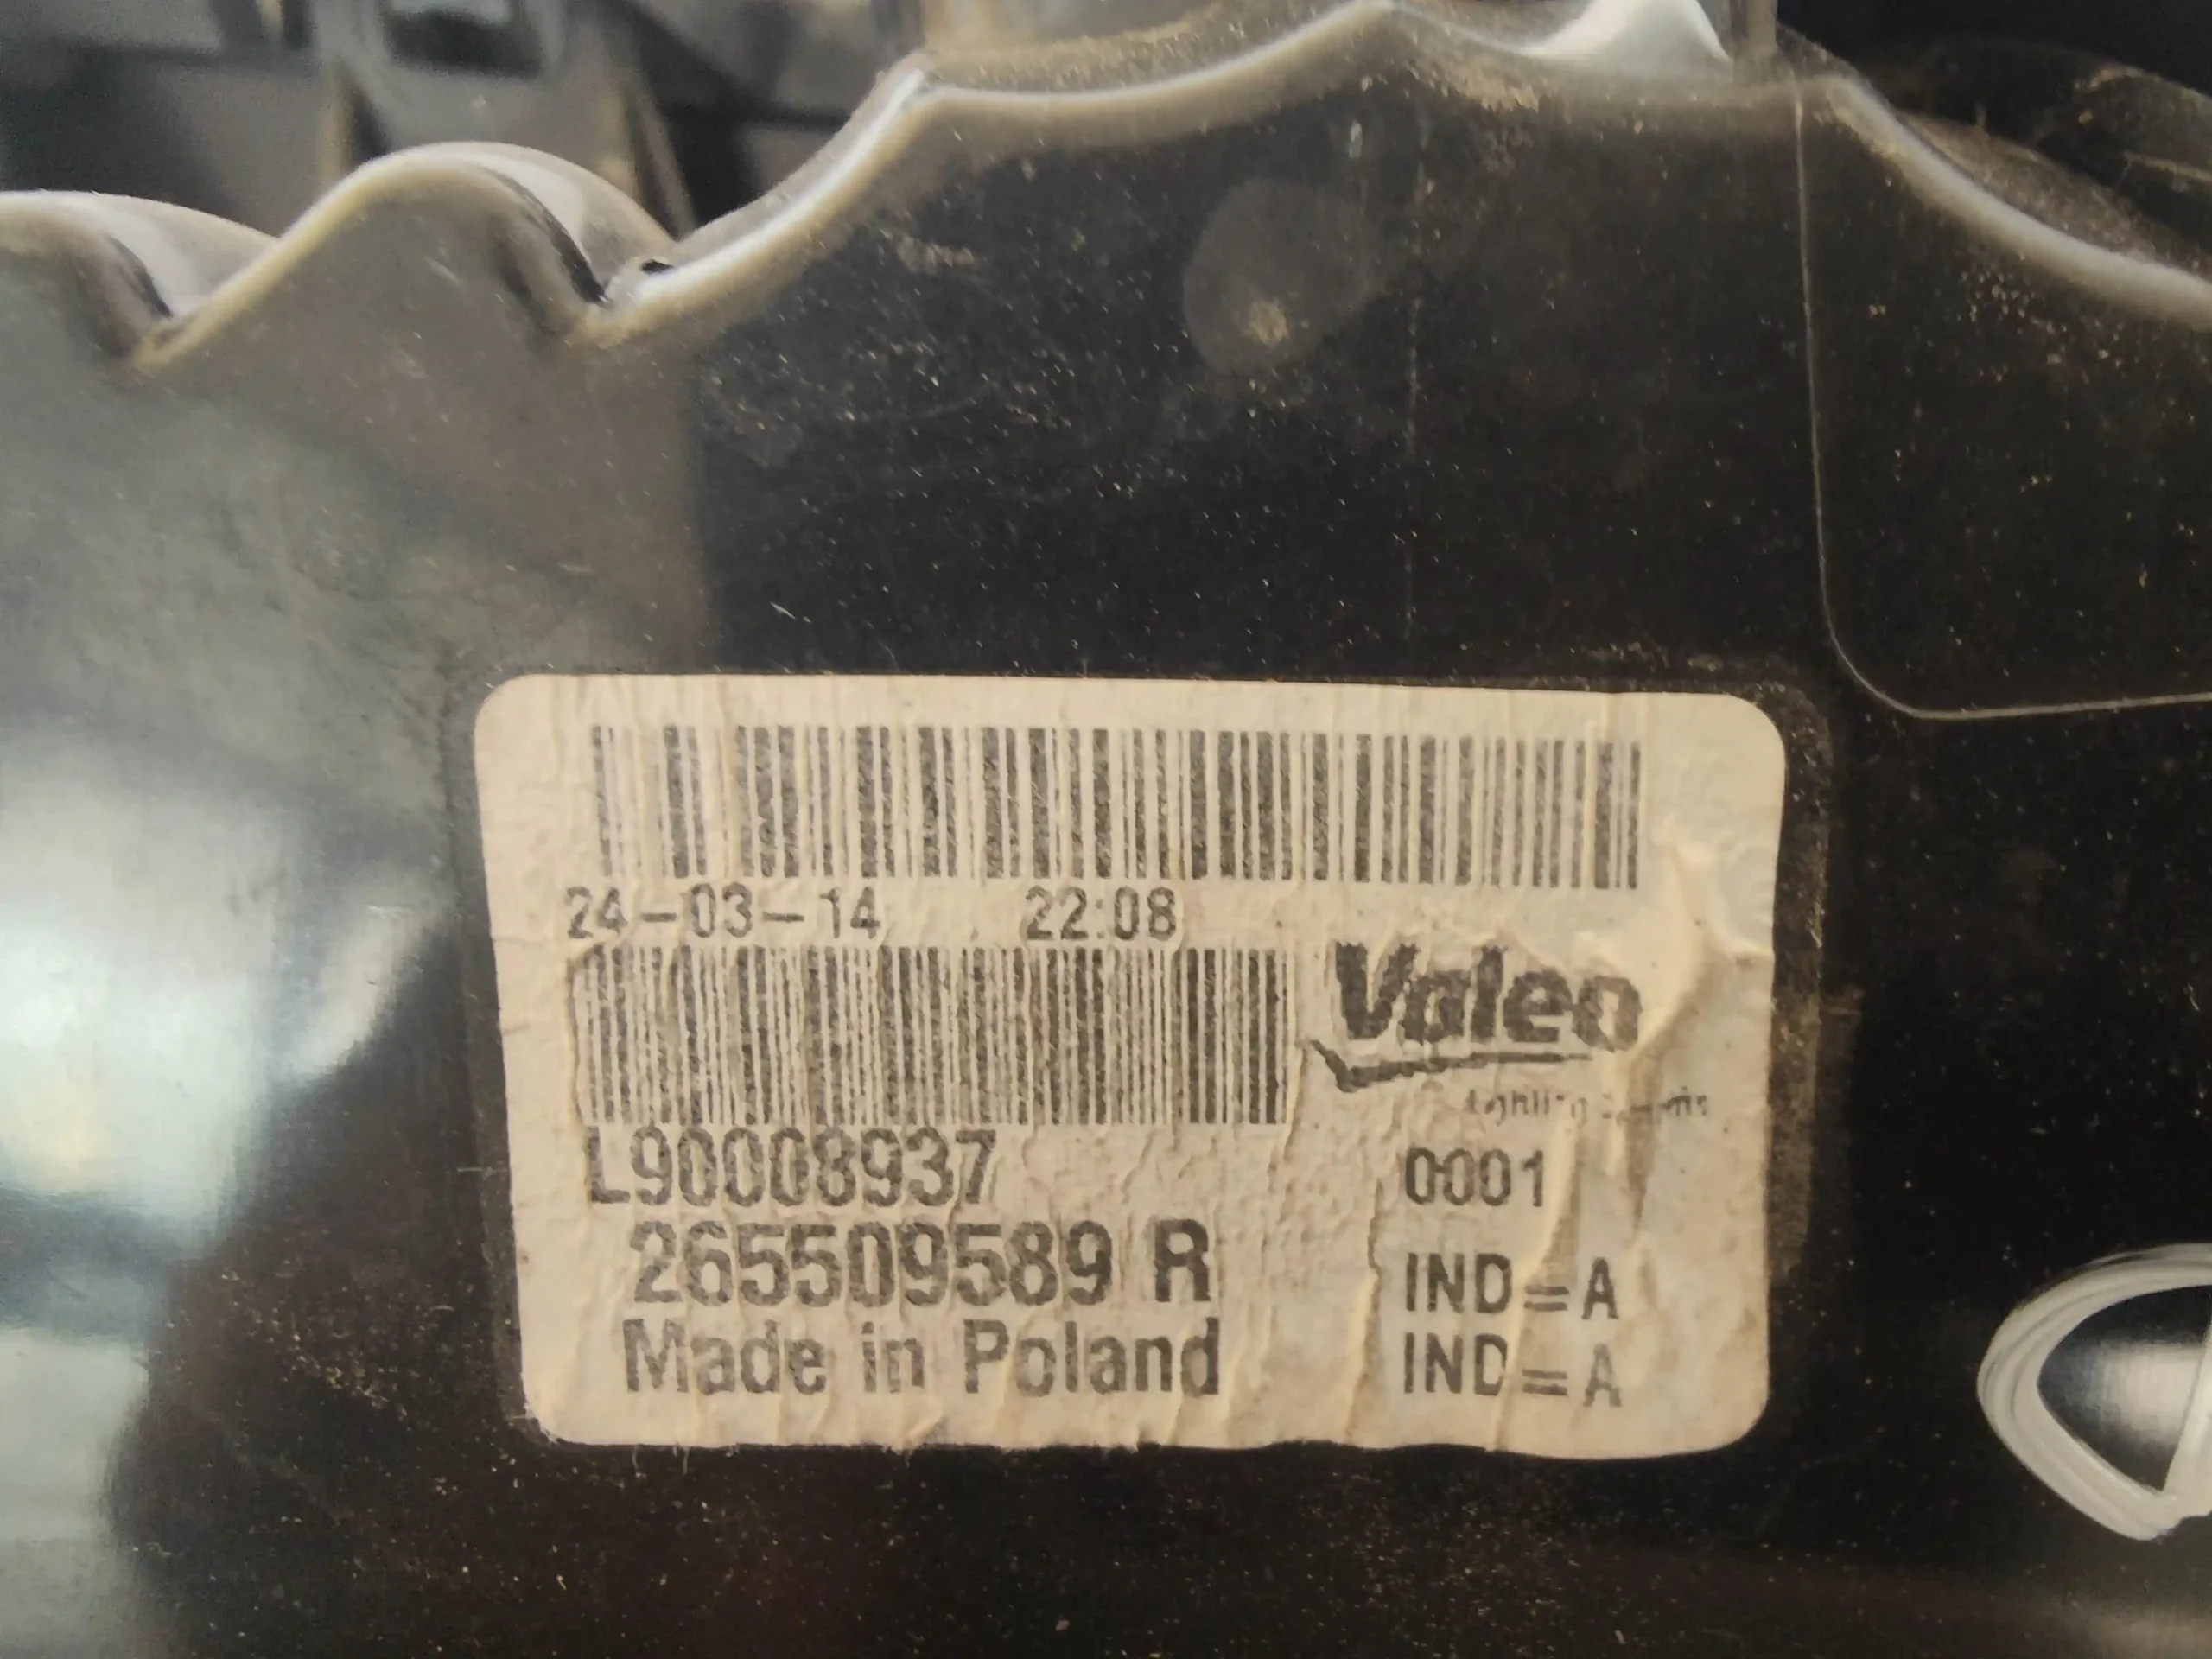 24-03-14 22:08
Valeo
L90008937 0001
265509589 R IND=A
Made in Poland IND=A